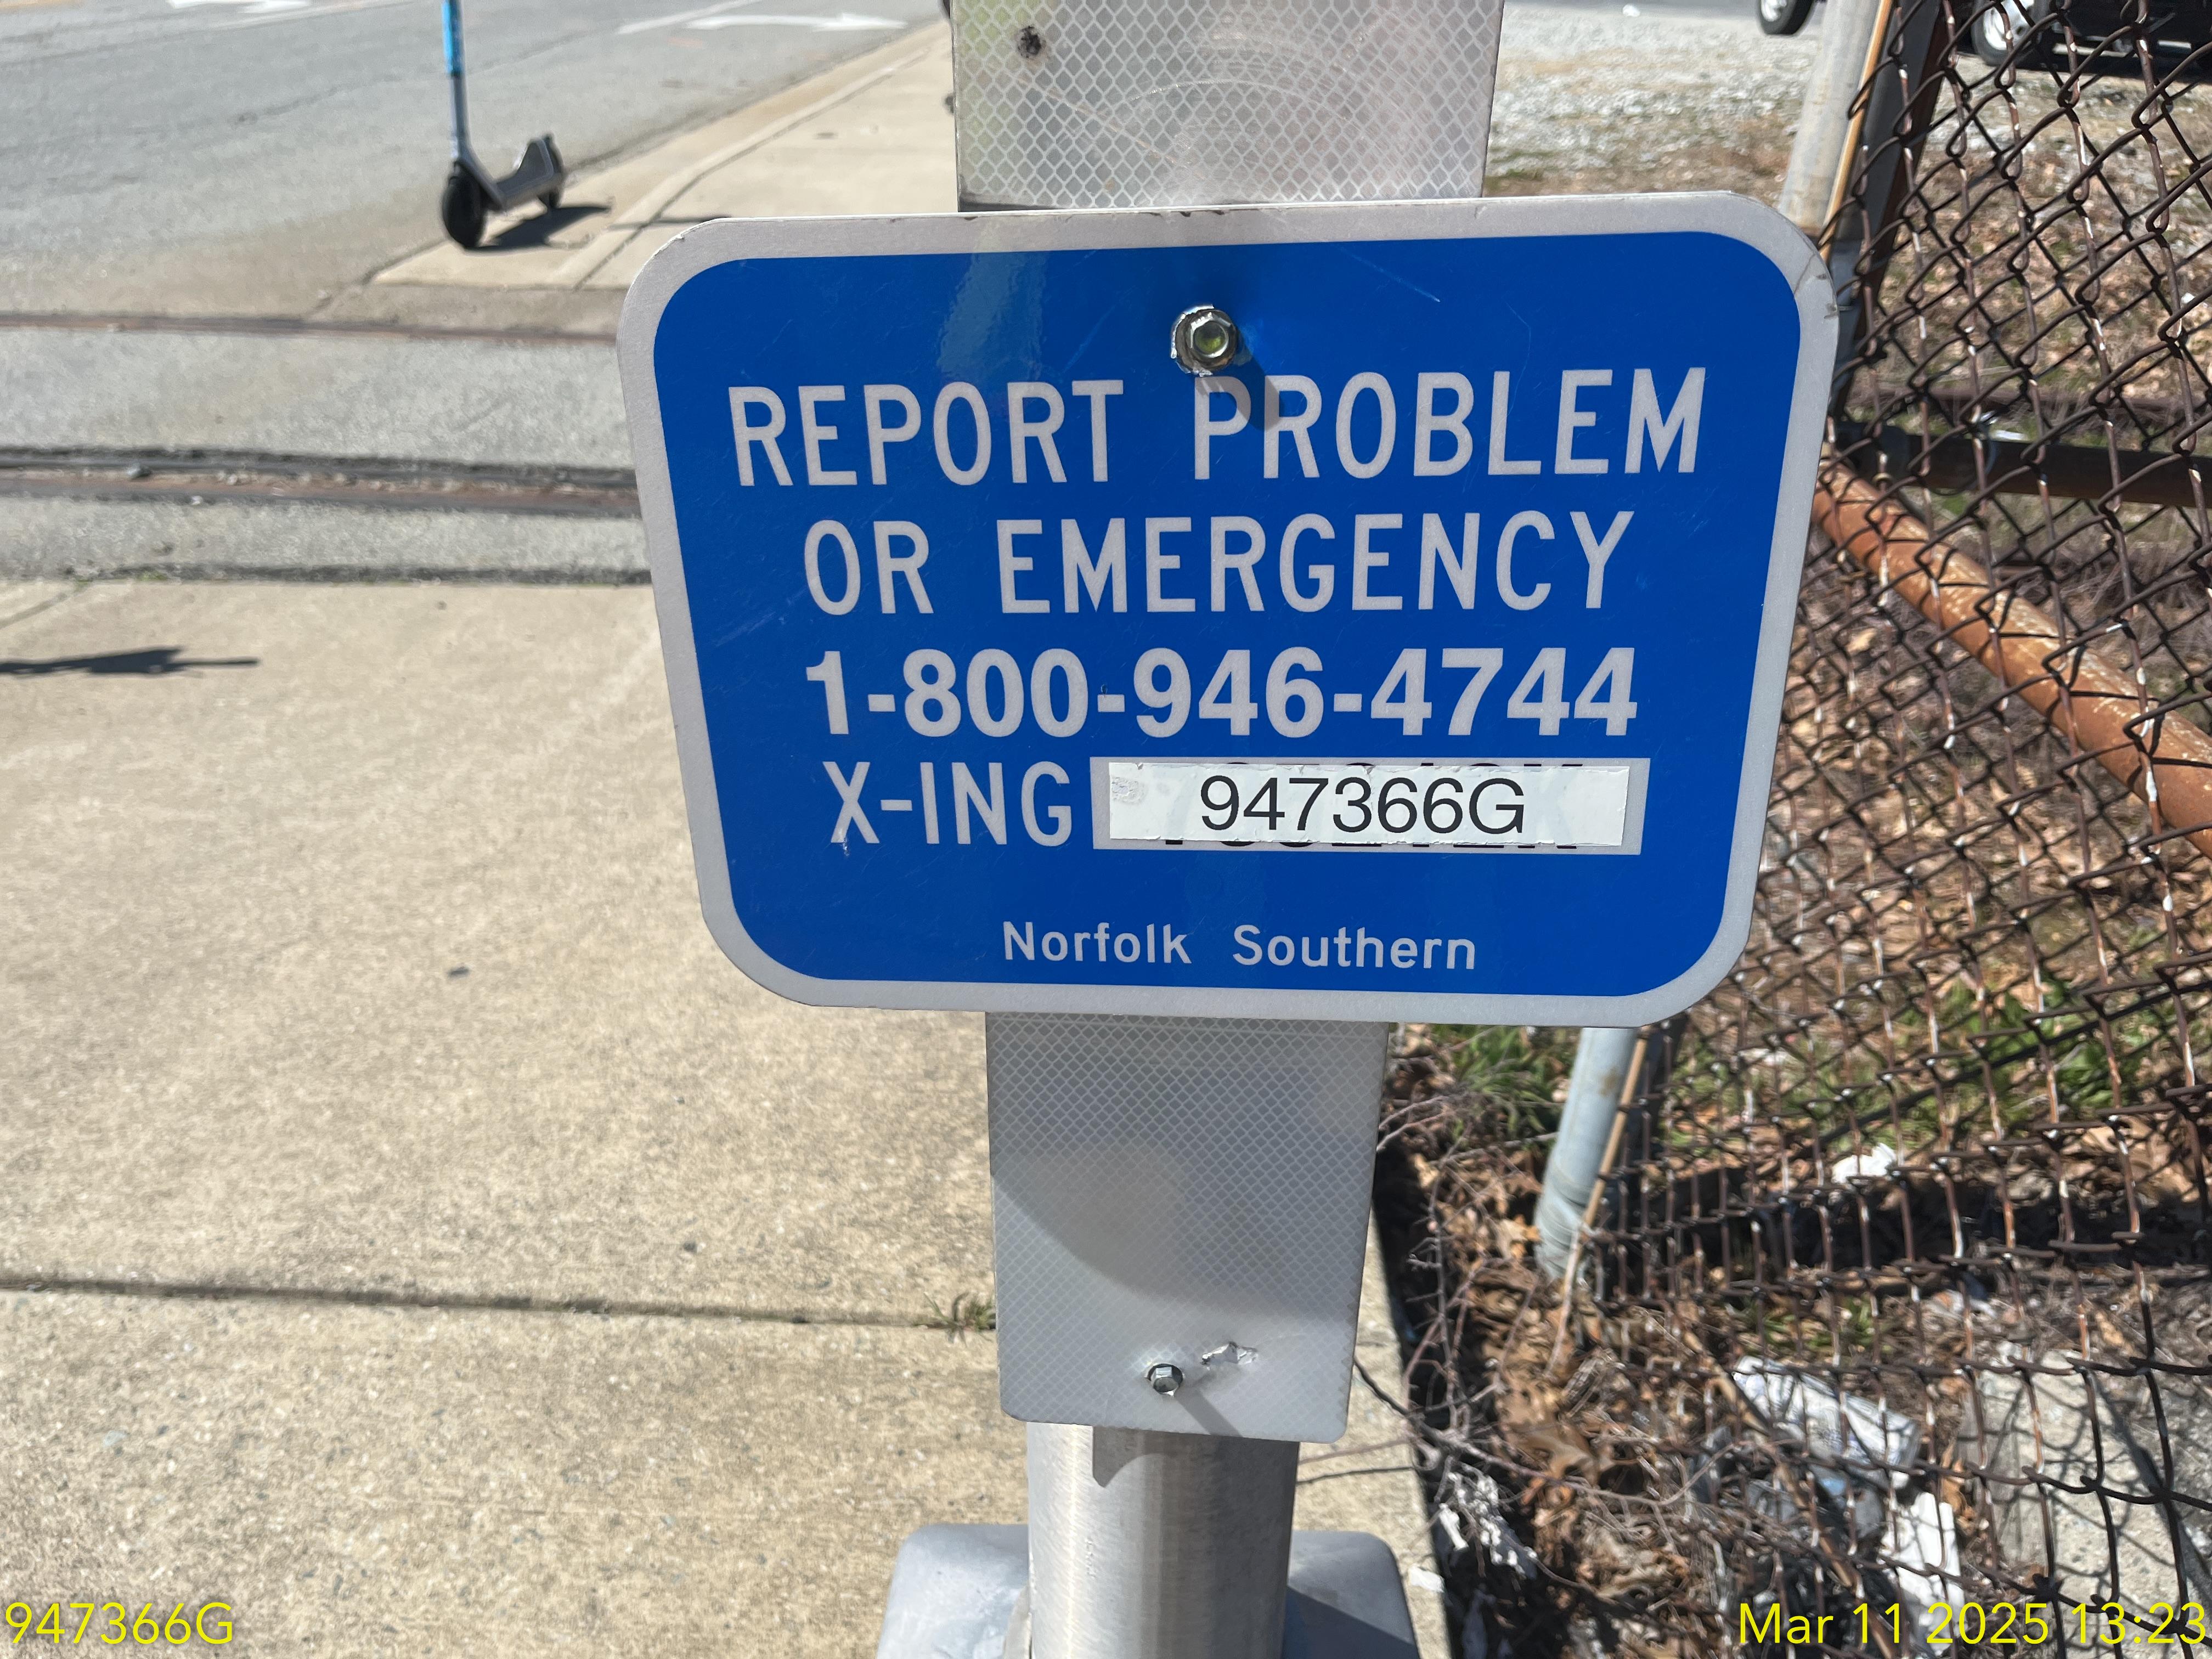 REPORT PROBLEM
OR EMERGENCY
1-800-946-4744
X-ING 947366G
Norfolk Southern
947366G
Mar 11 2025 13:23